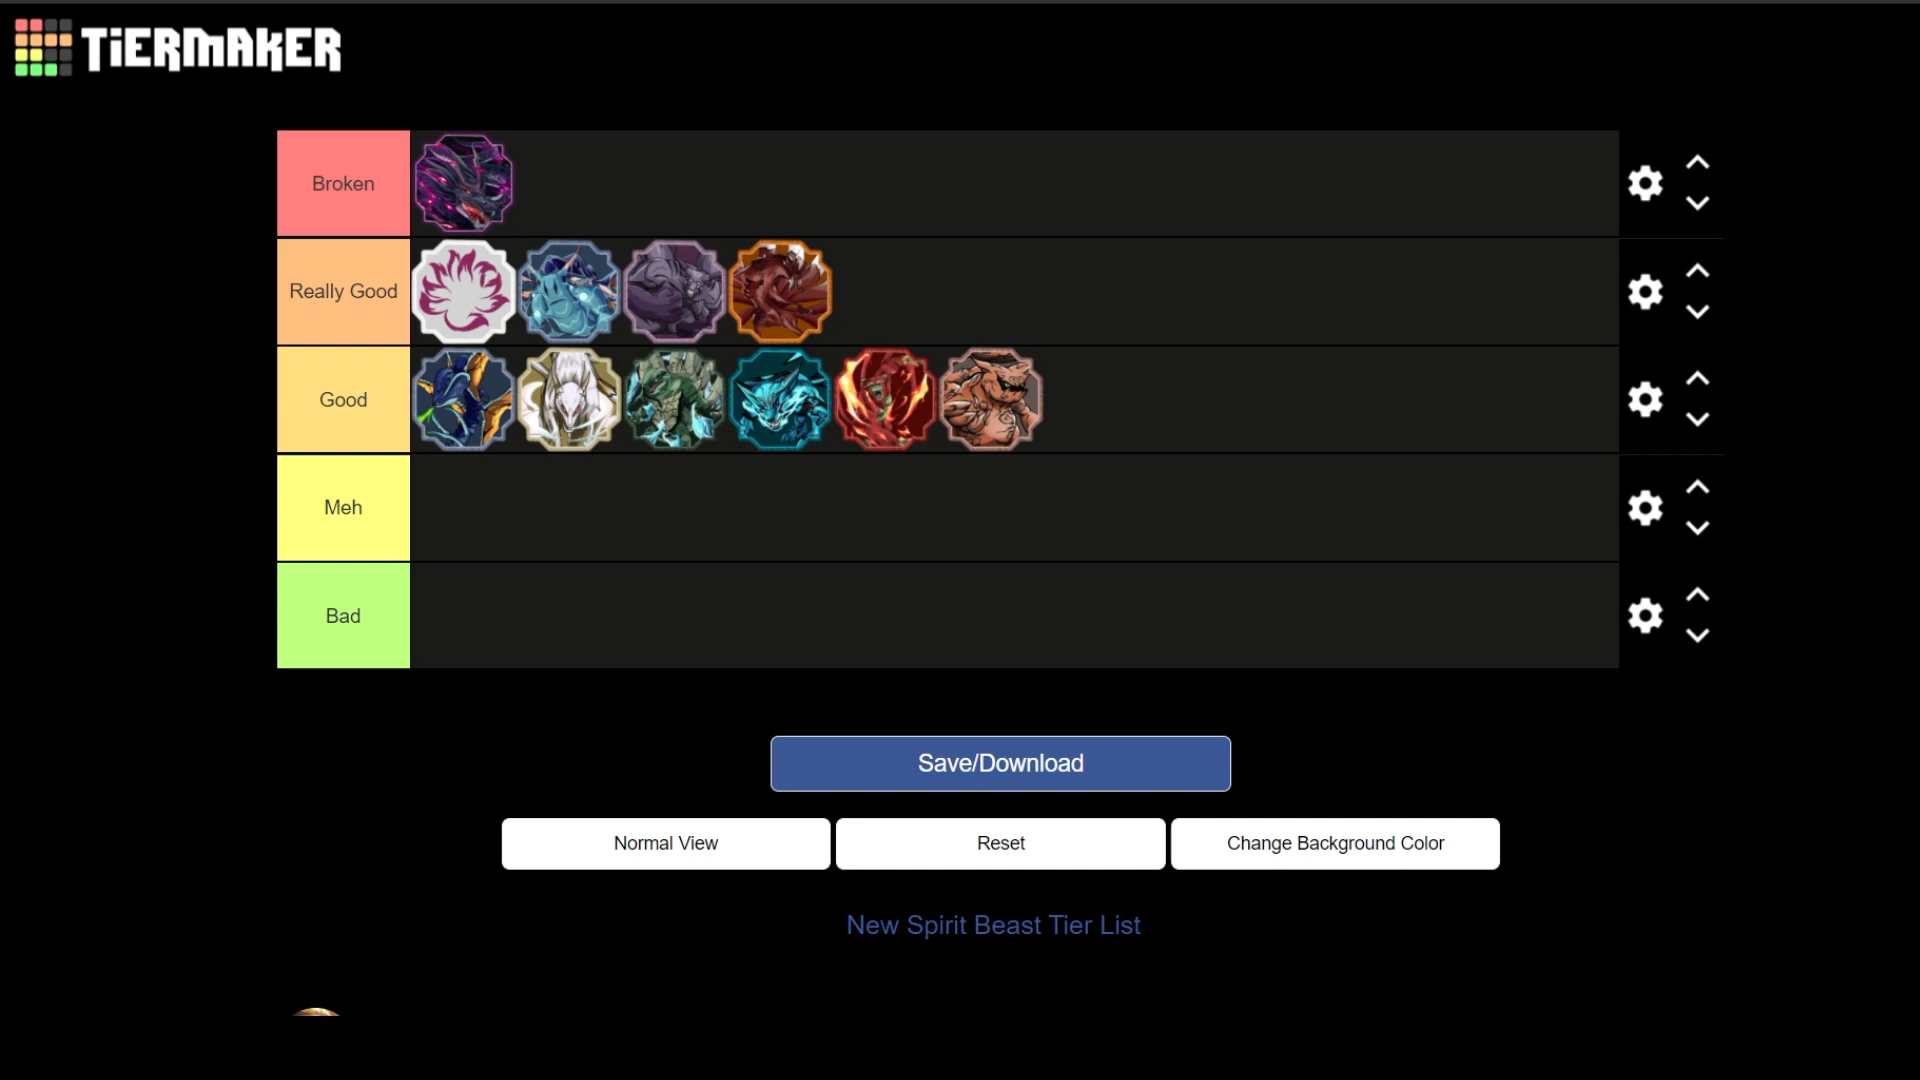 TiERMAKER
Broken
Really Good
Good
Meh
Bad
Save/Download
Normal View
Reset
Change Background Color
New Spirit Beast Tier List